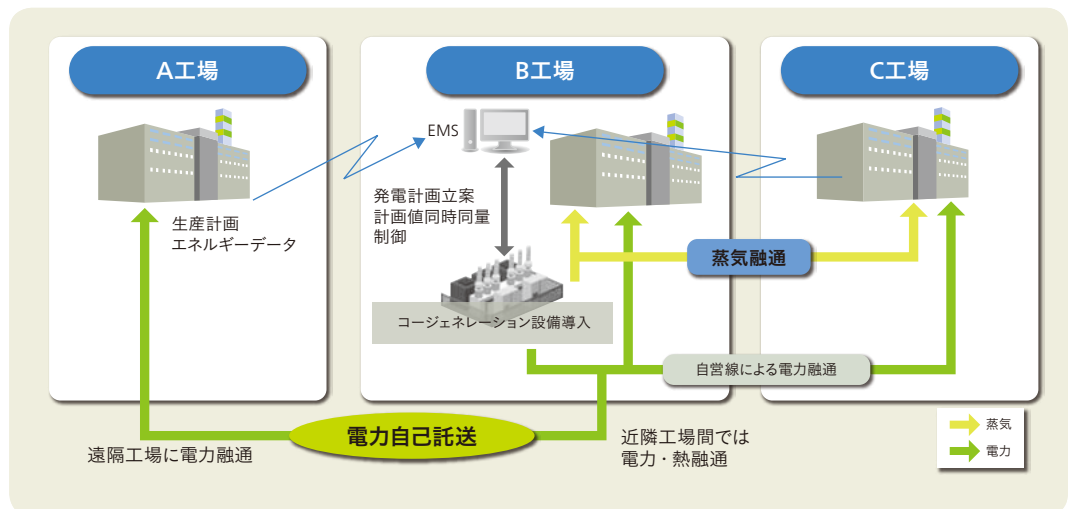 A工場
B工場
C工場
EMS
発電計画立案
計画値同時同量
制御
生産計画
エネルギーデータ
蒸気融通
コージェネレーション設備導入
自営線による電力融通
電力自己託送
遠隔工場に電力融通
近隣工場間では
電力・熱融通
蒸気
電力